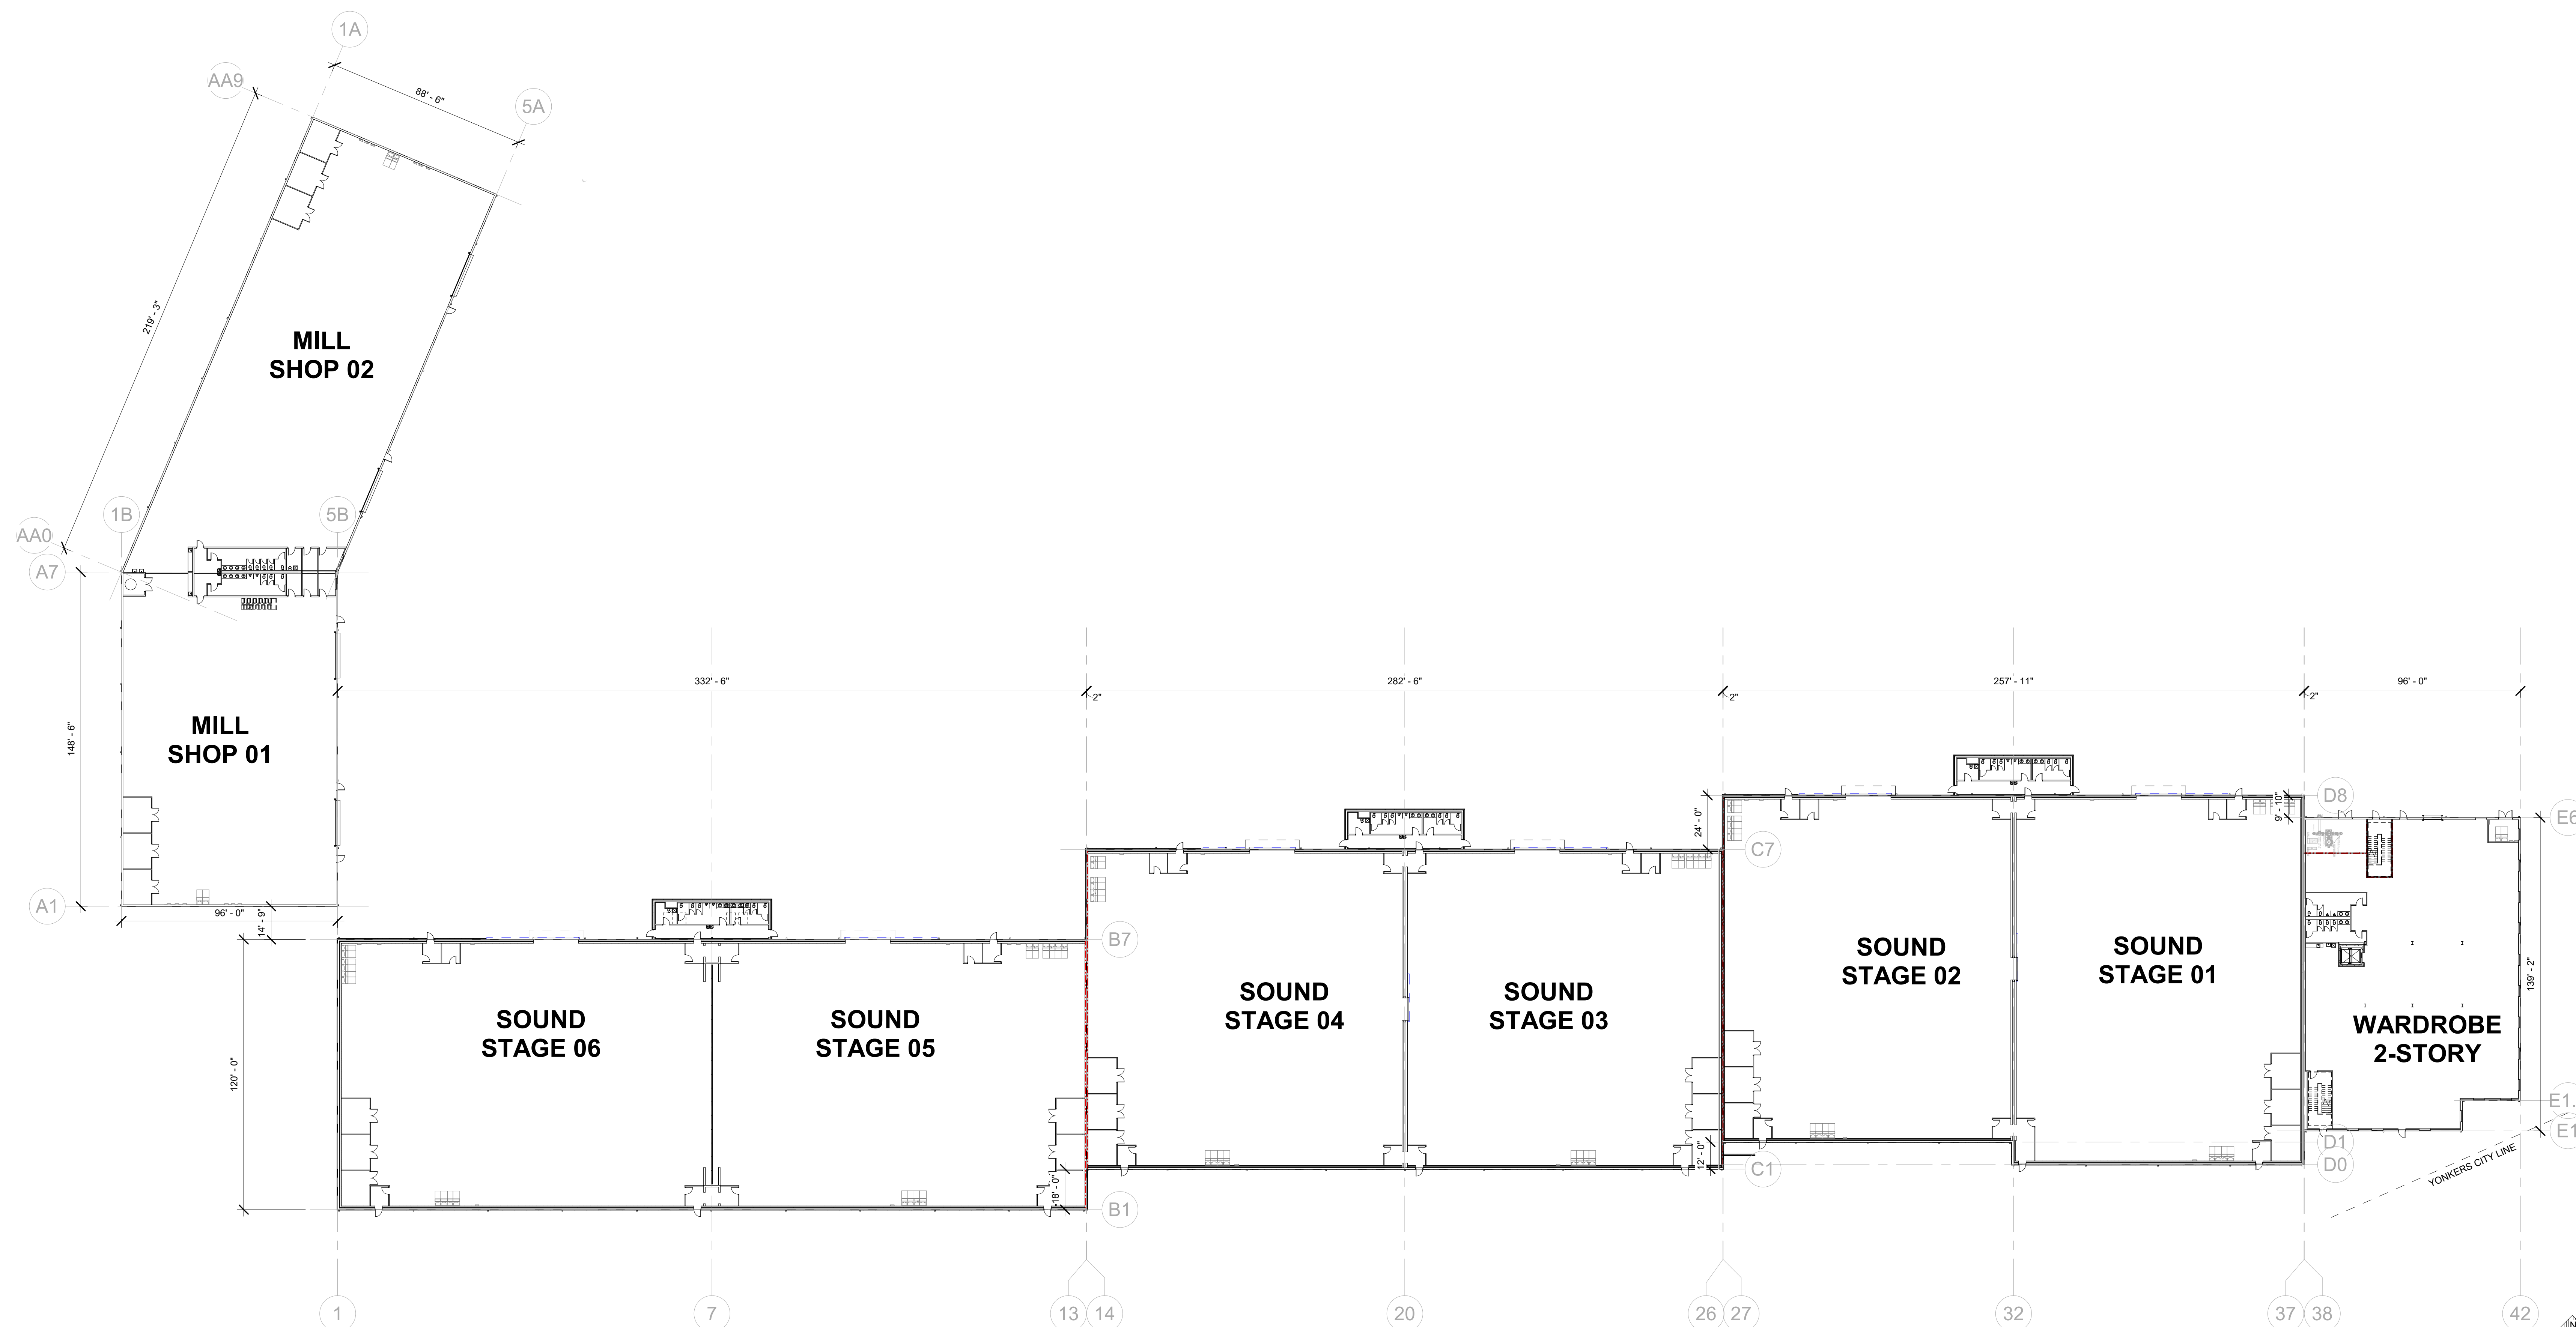 1A
AA9
88' - 6"
5A
219' - 3"
MILL
SHOP 02
1B
5B
AA0
A7
332' - 6"
2"
282' - 6"
2"
257' - 11"
2"
96' - 0"
148' - 6"
MILL
SHOP 01
D8
9' - 10"
E6
24' - 0"
C7
A1
96' - 0"
14' - 9"
B7
SOUND
STAGE 02
SOUND
STAGE 01
139' - 2"
SOUND
STAGE 04
SOUND
STAGE 03
SOUND
STAGE 06
SOUND
STAGE 05
WARDROBE
2-STORY
120' - 0"
E1.
E1
D1
12' - 0"
C1
D0
YONKERS CITY LINE
18' - 0"
B1
1
7
13
14
20
26
27
32
37
38
42
N